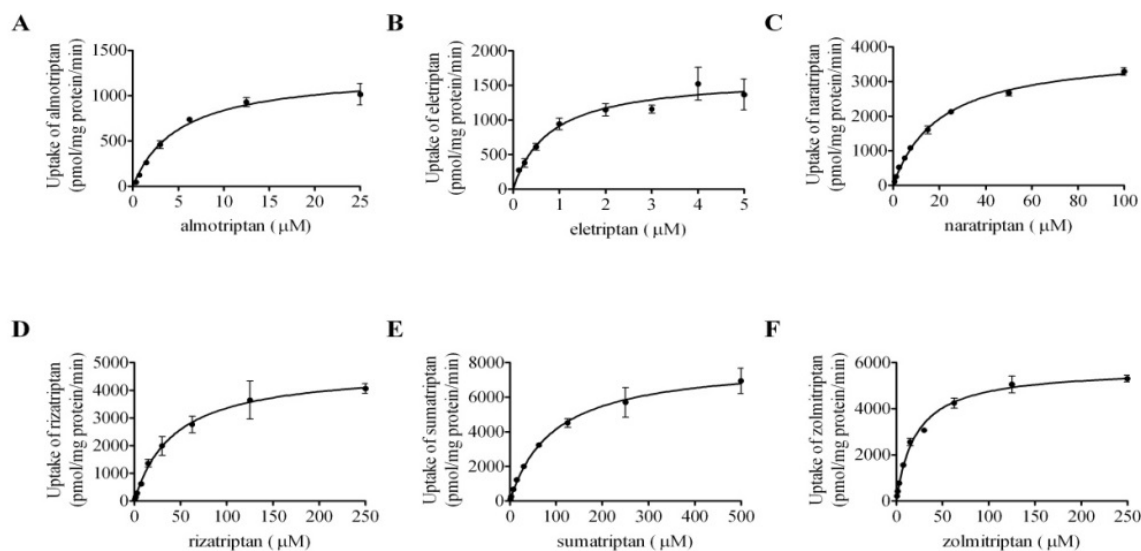 A
Uptake of almotriptan
(pmol/mg protein/min)
1500
1000
500
0
0 5 10 15 20 25
almotriptan ( μM)
B
Uptake of eletriptan
(pmol/mg protein/min)
2000
1500
1000
500
0
0 1 2 3 4 5
eletriptan ( μM)
C
Uptake of naratriptan
(pmol/mg protein/min)
4000
3000
2000
1000
0
0 20 40 60 80 100
naratriptan ( μM)
D
Uptake of rizatriptan
(pmol/mg protein/min)
5000
4000
3000
2000
1000
0
0 50 100 150 200 250
rizatriptan ( μM)
E
Uptake of sumatriptan
(pmol/mg protein/min)
8000
6000
4000
2000
0
0 100 200 300 400 500
sumatriptan ( μM)
F
Uptake of zolmitriptan
(pmol/mg protein/min)
6000
4000
2000
0
0 50 100 150 200 250
zolmitriptan ( μM)